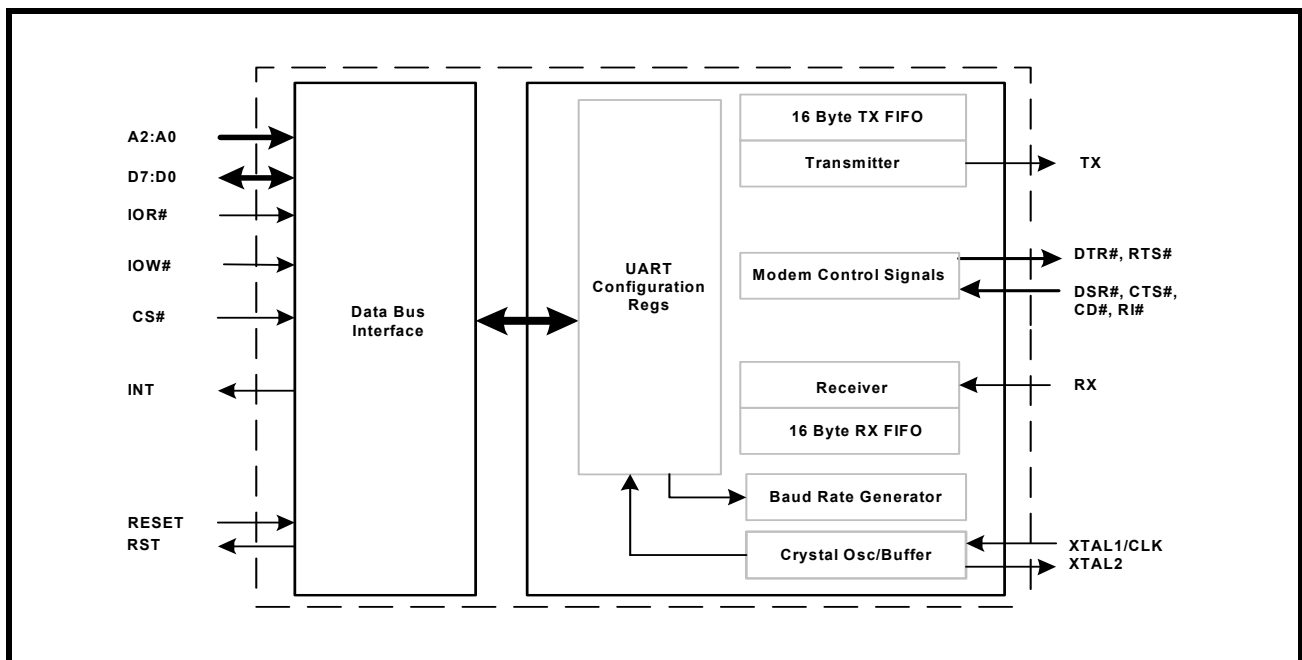 A2:A0
D7:D0
IOR#
IOW#
CS#
INT
RESET
RST
Data Bus
Interface
UART
Configuration
Regs
16 Byte TX FIFO
Transmitter
Modem Control Signals
Receiver
16 Byte RX FIFO
Baud Rate Generator
Crystal Osc/Buffer
TX
DTR#, RTS#
DSR#, CTS#,
CD#, RI#
RX
XTAL1/CLK
XTAL2